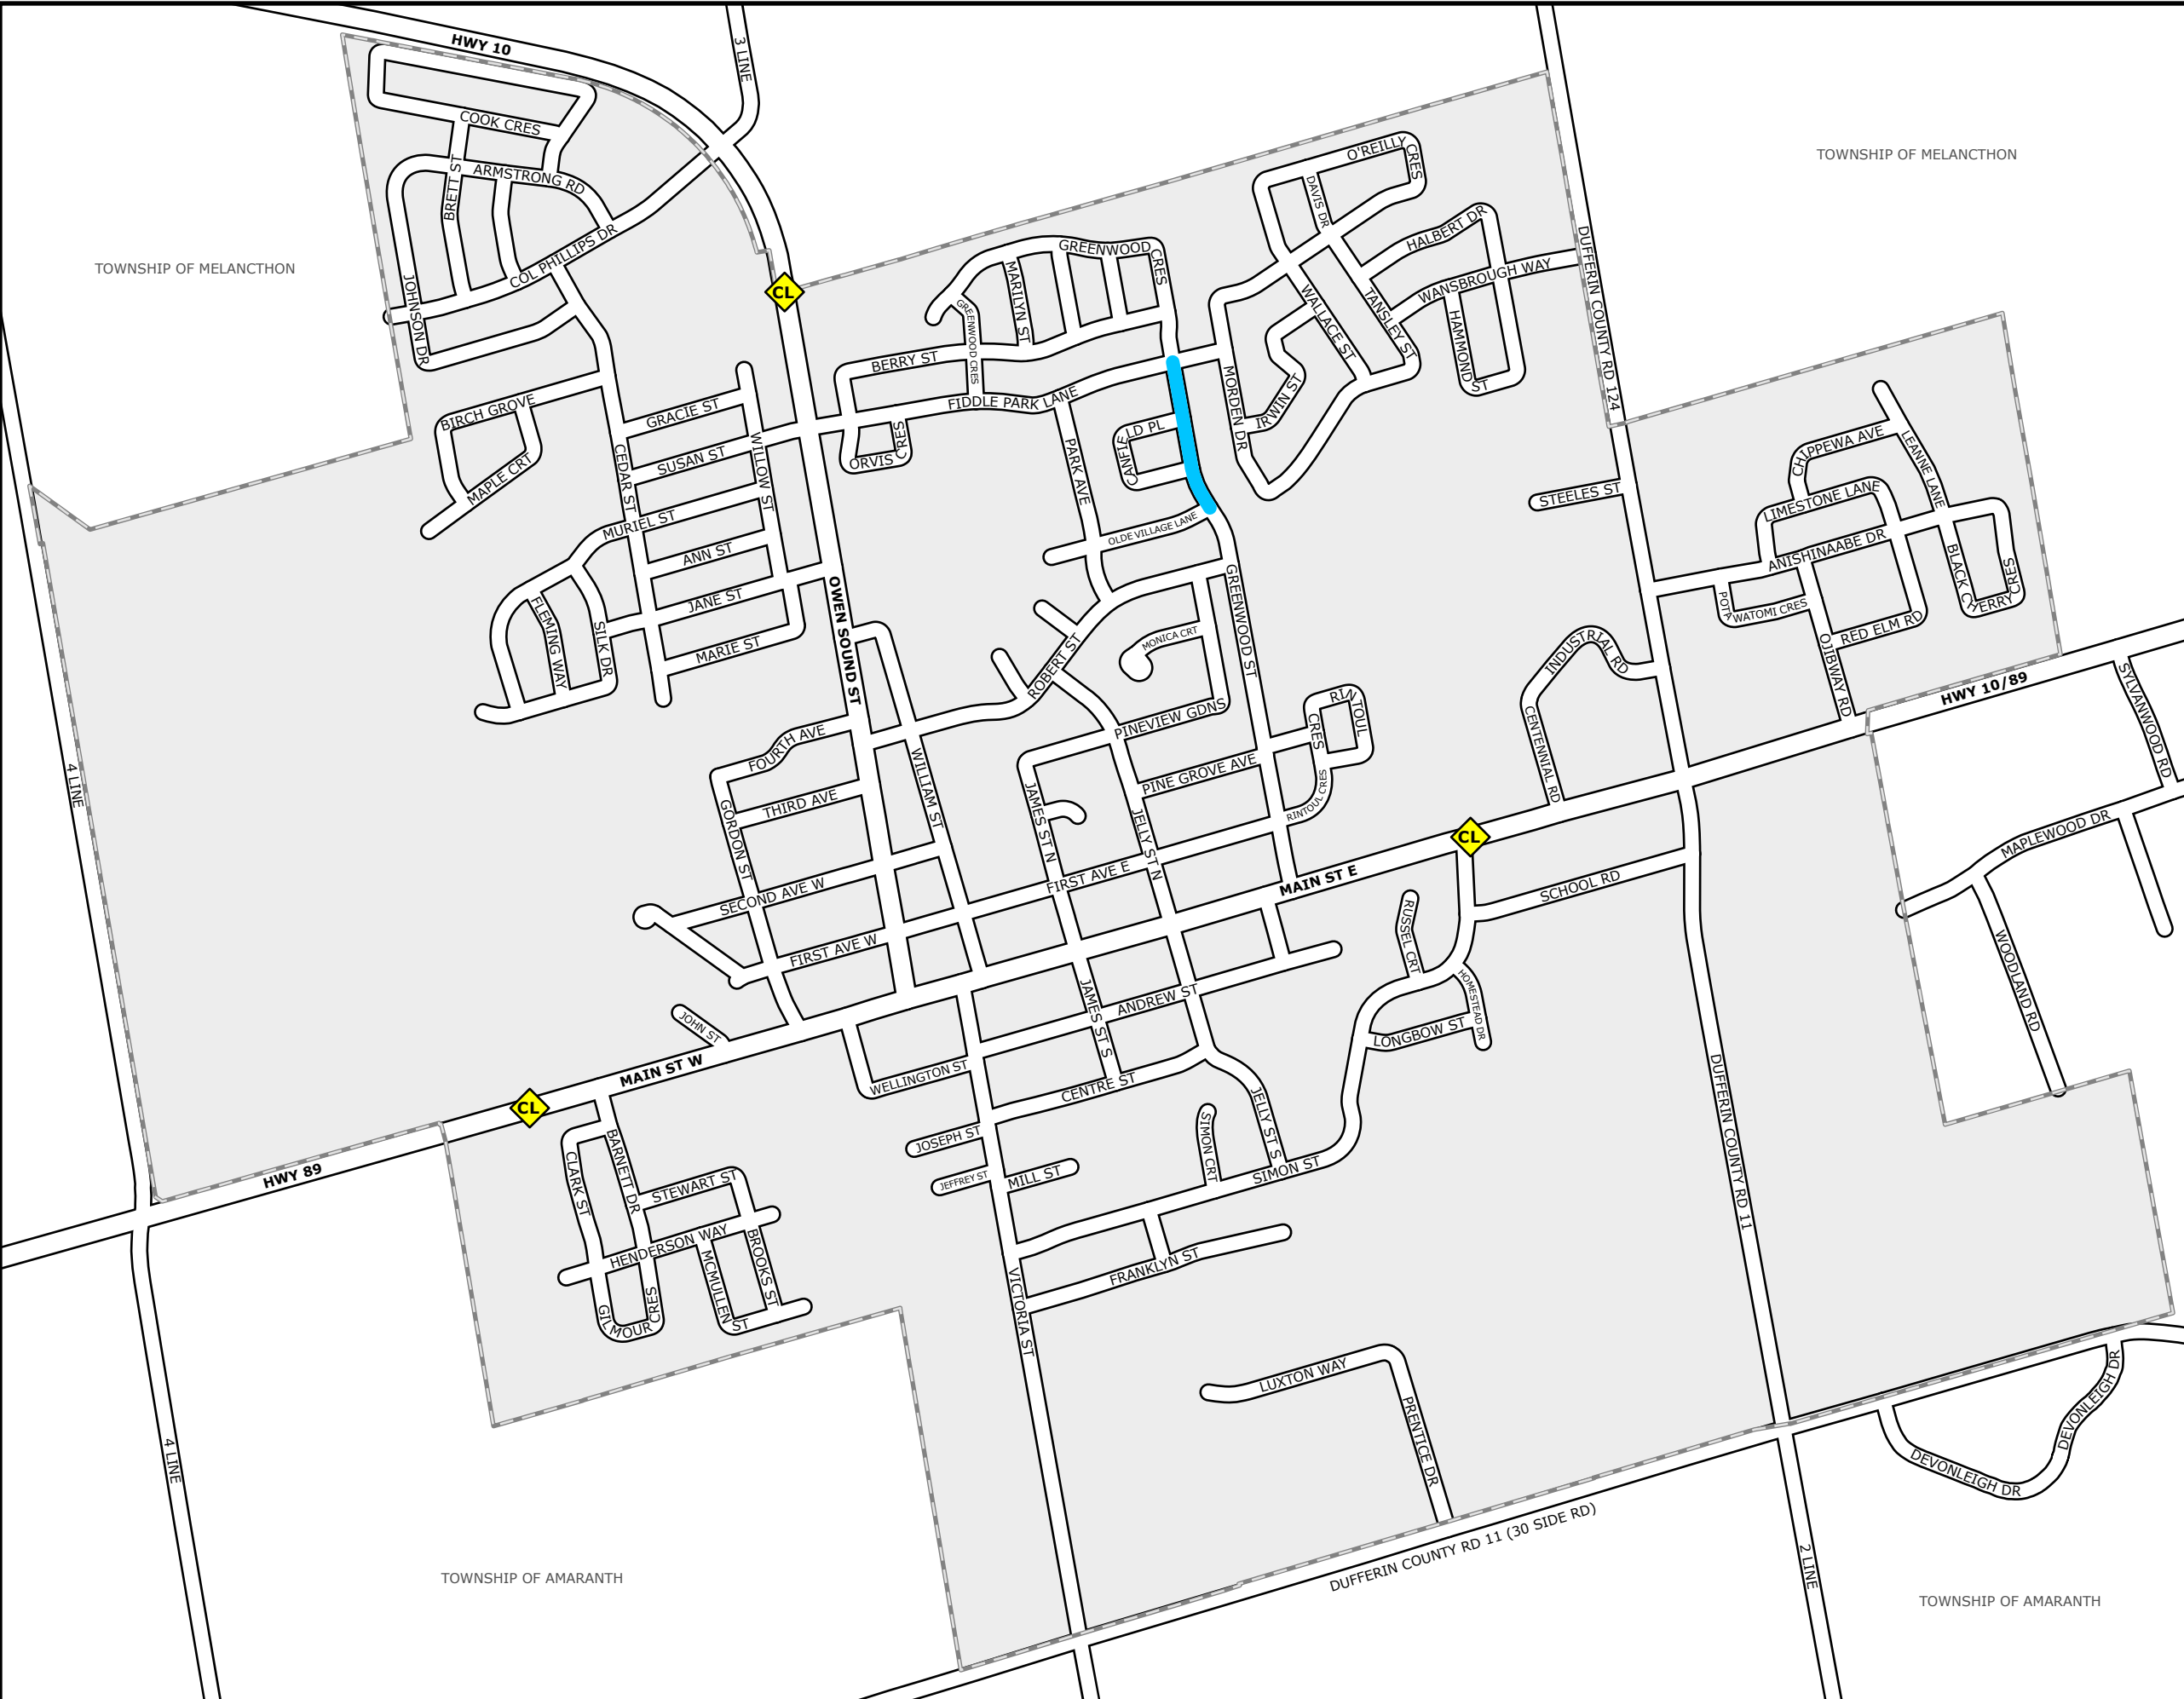 HWY 10
3 LINE
COOK CRES
BRETT ST
ARMSTRONG RD
COL PHILLIPS DR
JOHNSON DR
TOWNSHIP OF MELANCTHON
TOWNSHIP OF MELANCTHON
CL
O'REILLY CRES
DAVIS DR
HALBERT DR
WANSBROUGH WAY
WALLACE ST
TANSLEY ST
HAMMOND ST
IRWIN ST
MORDEN DR
DUFFERIN COUNTY RD 124
GREENWOOD CRES
MARILYN ST
GREENWOOD CRES
BERRY ST
FIDDLE PARK LANE
ORVIS CRES
PARK AVE
CANFIELD PL
OLDE VILLAGE LANE
BIRCH GROVE
MAPLE CRT
GRACIE ST
SUSAN ST
CEDAR ST
WILLOW ST
MURIEL ST
ANN ST
JANE ST
MARIE ST
FLEMING WAY
SILK DR
OWEN SOUND ST
ROBERT ST
MONICA CRT
GREENWOOD ST
PINEVIEW GDNS
PINE GROVE AVE
RINTOUL CRES
RINTOUL CRES
STEELES ST
CHIPPEWA AVE
LEANNE LANE
LIMESTONE LANE
ANISHINAABE DR
BLACK CHERRY CRES
POTAWATOMI CRES
RED ELM RD
OJIBWAY RD
INDUSTRIAL RD
CENTENNIAL RD
HWY 10/89
SYLVANWOOD RD
MAPLEWOOD DR
WOODLAND RD
4 LINE
FOURTH AVE
THIRD AVE
GORDON ST
WILLIAM ST
SECOND AVE W
FIRST AVE W
JAMES ST N
JELLY ST N
FIRST AVE E
MAIN ST E
CL
SCHOOL RD
RUSSEL CRT
HOMESTEAD DR
LONGBOW ST
JOHN ST
MAIN ST W
CL
HWY 89
WELLINGTON ST
ANDREW ST
JAMES ST S
CENTRE ST
JELLY ST S
JOSEPH ST
JEFFREY ST
MILL ST
SIMON CRT
SIMON ST
FRANKLYN ST
VICTORIA ST
CLARK ST
BARNETT DR
STEWART ST
HENDERSON WAY
BROOKS ST
MCMULLEN ST
GILMOUR CRES
LUXTON WAY
PRENTICE DR
DUFFERIN COUNTY RD 11
DUFFERIN COUNTY RD 11 (30 SIDE RD)
DEVONLEIGH DR
DEVONLEIGH DR
4 LINE
2 LINE
TOWNSHIP OF AMARANTH
TOWNSHIP OF AMARANTH